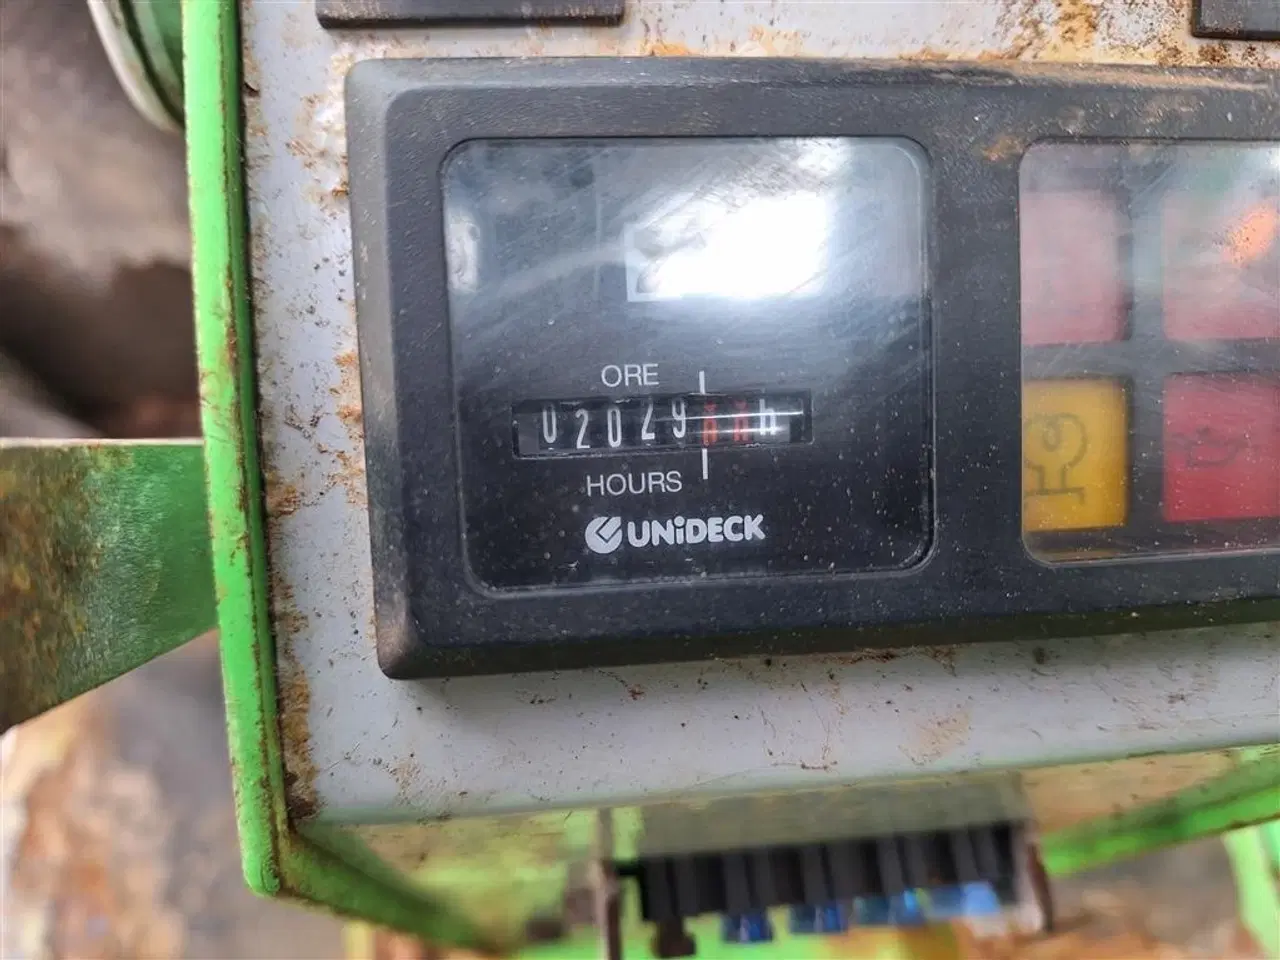 ORE
02029 h
HOURS
UNiDECK